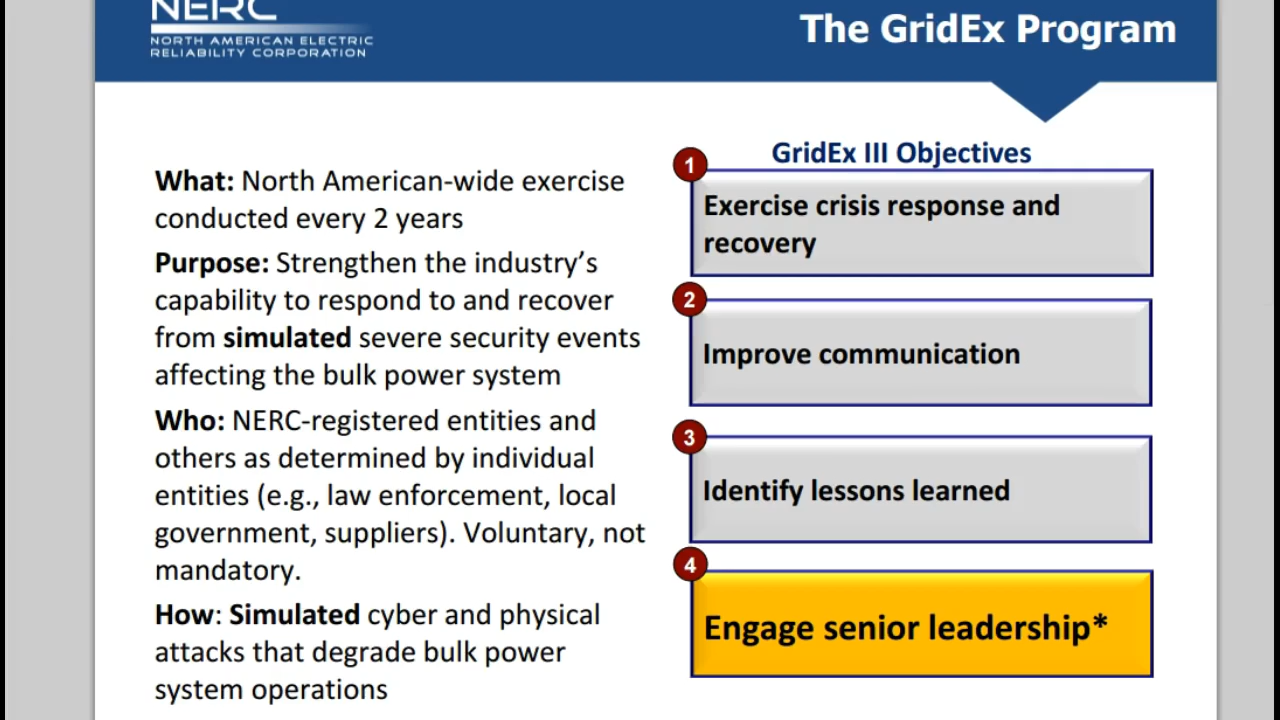 NERC
NORTH AMERICAN ELECTRIC
RELIABILITY CORPORATION
The GridEx Program
What: North American-wide exercise
conducted every 2 years
Purpose: Strengthen the industry’s
capability to respond to and recover
from simulated severe security events
affecting the bulk power system
Who: NERC-registered entities and
others as determined by individual
entities (e.g., law enforcement, local
government, suppliers). Voluntary, not
mandatory.
How: Simulated cyber and physical
attacks that degrade bulk power
system operations
GridEx III Objectives
1
Exercise crisis response and
recovery
2
Improve communication
3
Identify lessons learned
4
Engage senior leadership*